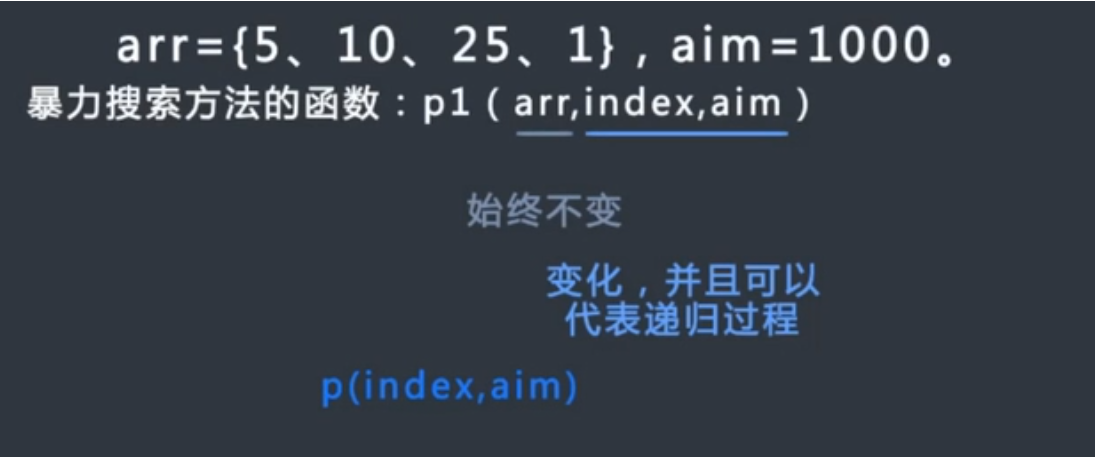 arr={5、10、25、1}，aim=1000。
暴力搜索方法的函数：p1（arr,index,aim）
始终不变
变化，并且可以
代表递归过程
p(index,aim)